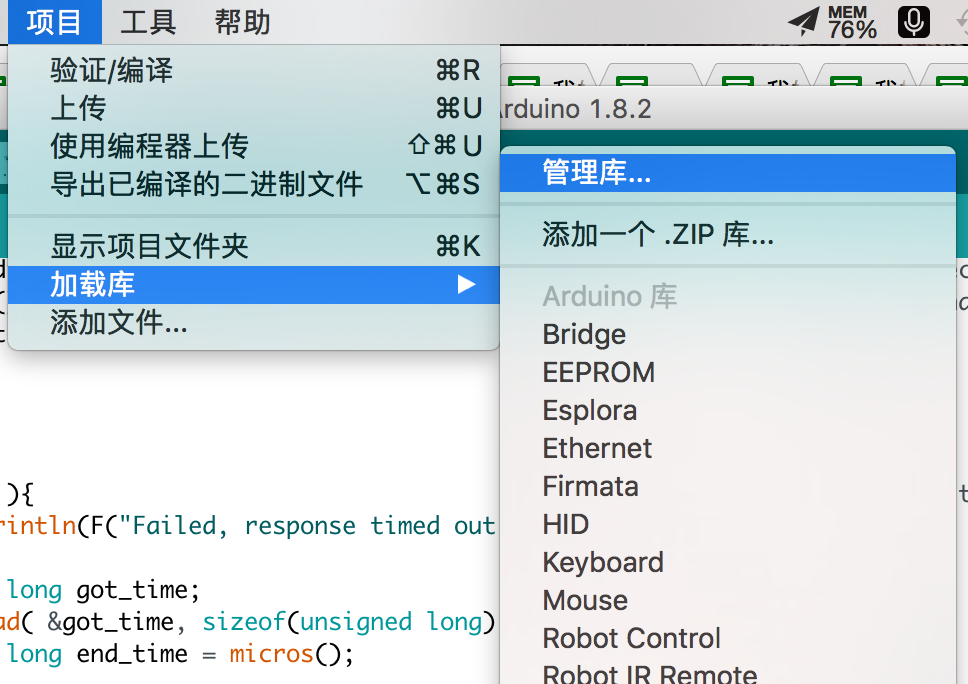 项目 工具 帮助 MEM 76%
验证/编译 ⌘R
上传 ⌘U
使用编程器上传 ⇧⌘U
导出已编译的二进制文件 ⌥⌘S
显示项目文件夹 ⌘K
加载库 ▶
添加文件...
rduino 1.8.2
管理库...
添加一个 .ZIP 库...
Arduino 库
Bridge
EEPROM
Esplora
Ethernet
Firmata
HID
Keyboard
Mouse
Robot Control
Robot IR Remote
){
rintln(F("Failed, response timed out
long got_time;
ad( &got_time, sizeof(unsigned long)
long end_time = micros();